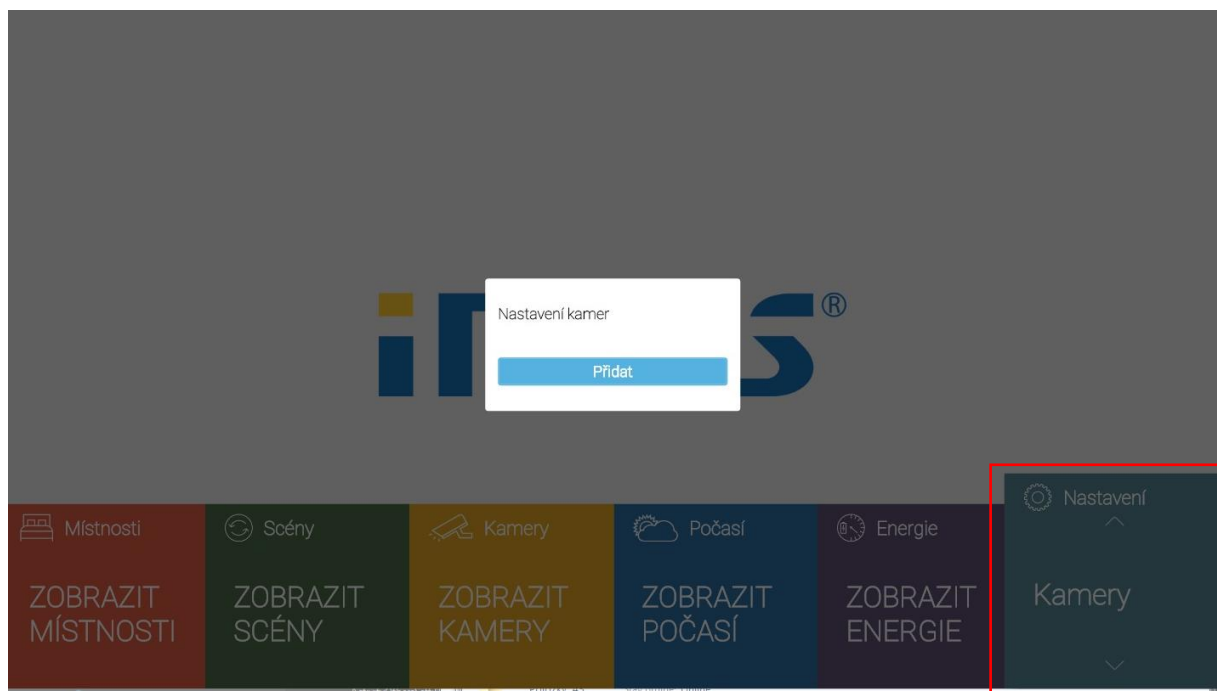 Nastavení kamer
Přidat
®
Nastavení
Místnosti
Scény
Kamery
Počasí
Energie
Kamery
ZOBRAZIT
MÍSTNOSTI
ZOBRAZIT
SCÉNY
ZOBRAZIT
KAMERY
ZOBRAZIT
POČASÍ
ZOBRAZIT
ENERGIE